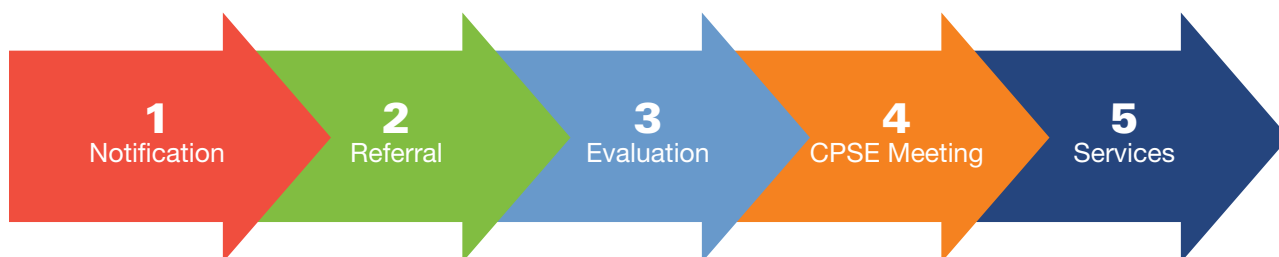 1
Notification
2
Referral
3
Evaluation
4
CPSE Meeting
5
Services